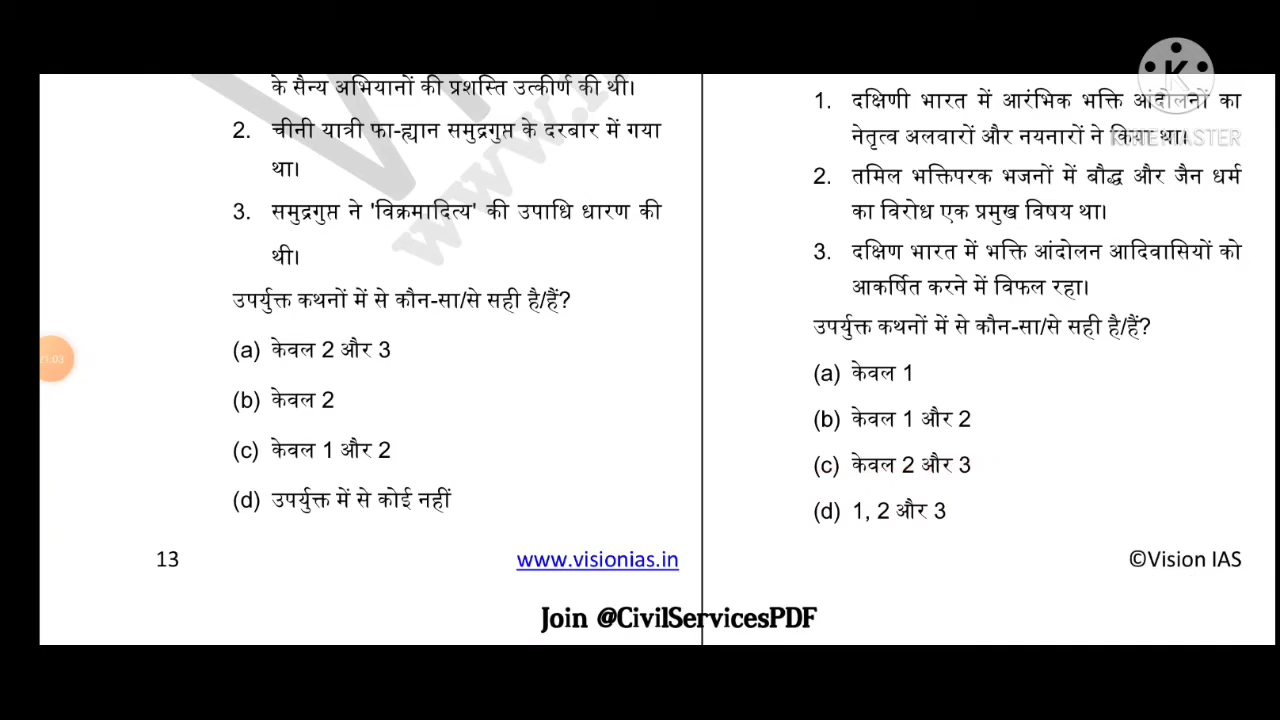 के सैन्य अभियानों की प्रशस्ति उत्कीर्ण की थी।
2. चीनी यात्री फा-ह्यान समुद्रगुप्त के दरबार में गया
था।
3. समुद्रगुप्त ने 'विक्रमादित्य' की उपाधि धारण की
थी।
उपर्युक्त कथनों में से कौन-सा/से सही है/हैं?
(a) केवल 2 और 3
(b) केवल 2
(c) केवल 1 और 2
(d) उपर्युक्त में से कोई नहीं
13
www.visionias.in
1. दक्षिणी भारत में आरंभिक भक्ति आंदोलनों का
नेतृत्व अलवारों और नयनारों ने किया था।
2. तमिल भक्तिपरक भजनों में बौद्ध और जैन धर्म
का विरोध एक प्रमुख विषय था।
3. दक्षिण भारत में भक्ति आंदोलन आदिवासियों को
आकर्षित करने में विफल रहा।
उपर्युक्त कथनों में से कौन-सा/से सही है/हैं?
(a) केवल 1
(b) केवल 1 और 2
(c) केवल 2 और 3
(d) 1, 2 और 3
©Vision IAS
Join @CivilServicesPDF
K
KINEMASTER
www.